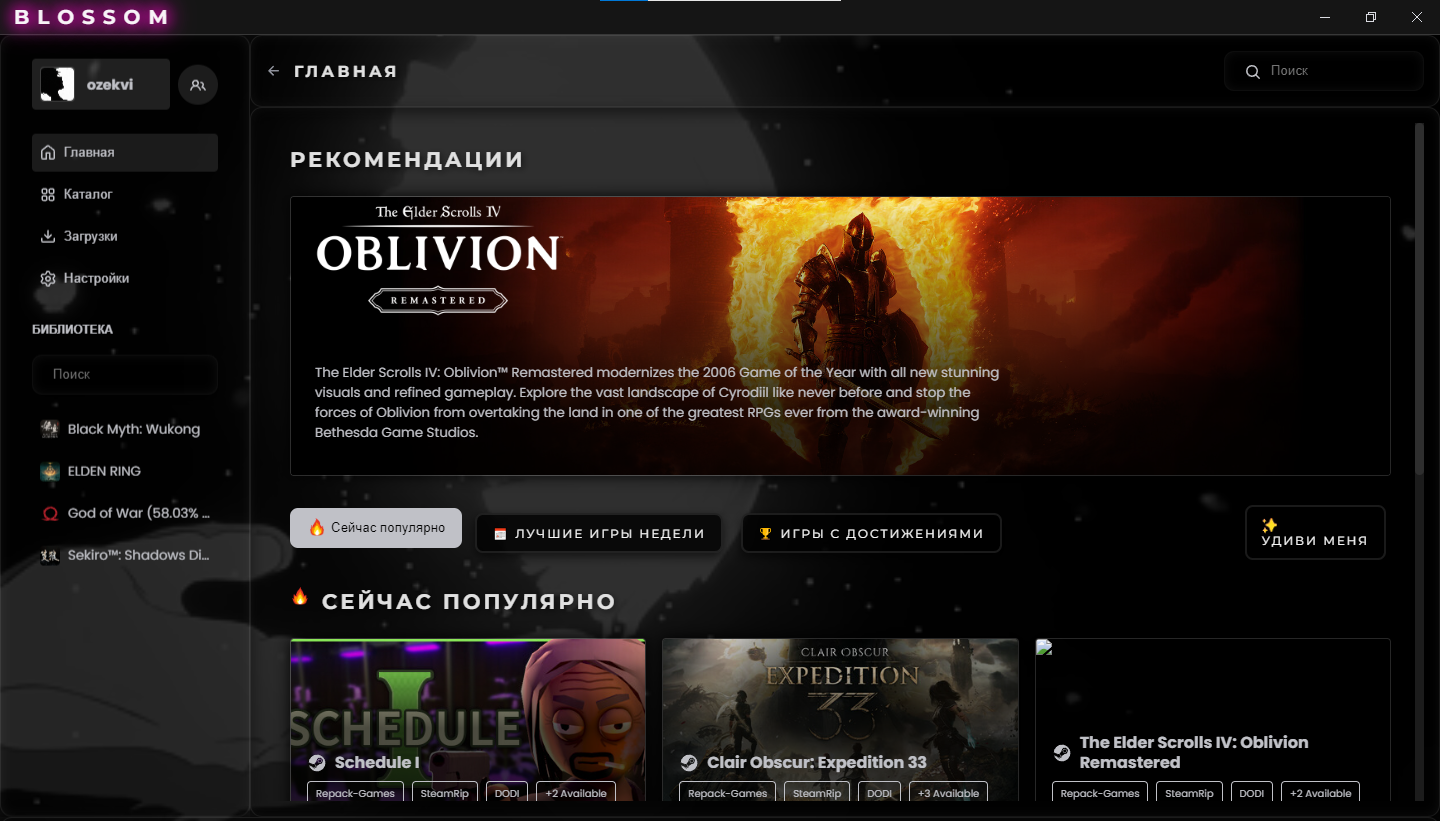 BLOSSOM
ozekvi
Главная
Каталог
Загрузки
Настройки
БИБЛИОТЕКА
Поиск
Black Myth: Wukong
ELDEN RING
God of War (58.03% ...
Sekiro™: Shadows Di...
ГЛАВНАЯ
Поиск
РЕКОМЕНДАЦИИ
The Elder Scrolls IV
OBLIVION
REMASTERED
The Elder Scrolls IV: Oblivion™ Remastered modernizes the 2006 Game of the Year with all new stunning
visuals and refined gameplay. Explore the vast landscape of Cyrodiil like never before and stop the
forces of Oblivion from overtaking the land in one of the greatest RPGs ever from the award-winning
Bethesda Game Studios.
Сейчас популярно
ЛУЧШИЕ ИГРЫ НЕДЕЛИ
ИГРЫ С ДОСТИЖЕНИЯМИ
УДИВИ МЕНЯ
СЕЙЧАС ПОПУЛЯРНО
SCHEDULE I
Schedule I
Repack-Games SteamRip DODI +2 Available
CLAIR OBSCUR
EXPEDITION
33
Clair Obscur: Expedition 33
Repack-Games SteamRip DODI +3 Available
The Elder Scrolls IV: Oblivion
Remastered
Repack-Games SteamRip DODI +2 Available